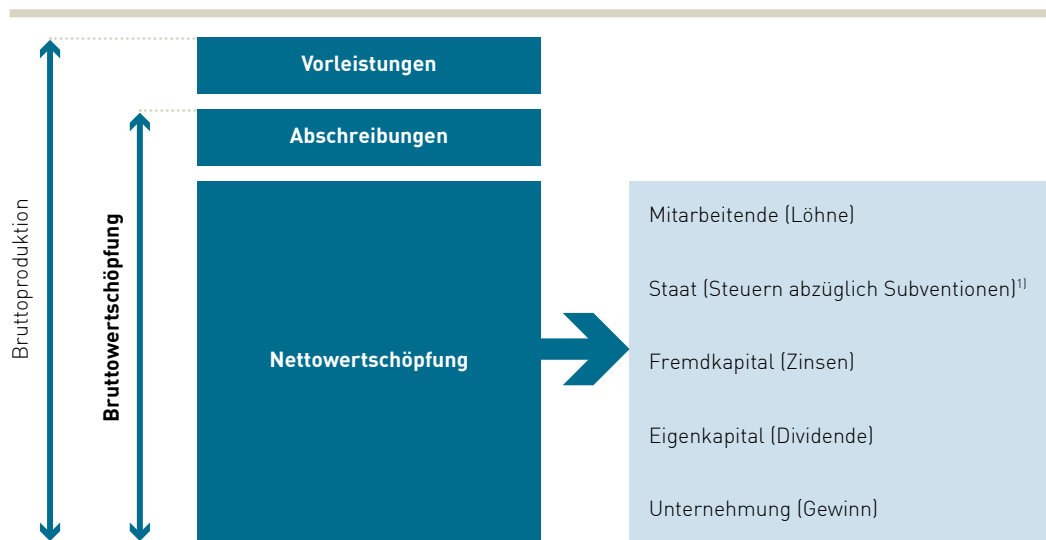 Bruttoproduktion
Bruttowertschöpfung
Vorleistungen
Abschreibungen
Nettowertschöpfung
Mitarbeitende (Löhne)
Staat (Steuern abzüglich Subventionen)¹⁾
Fremdkapital (Zinsen)
Eigenkapital (Dividende)
Unternehmung (Gewinn)